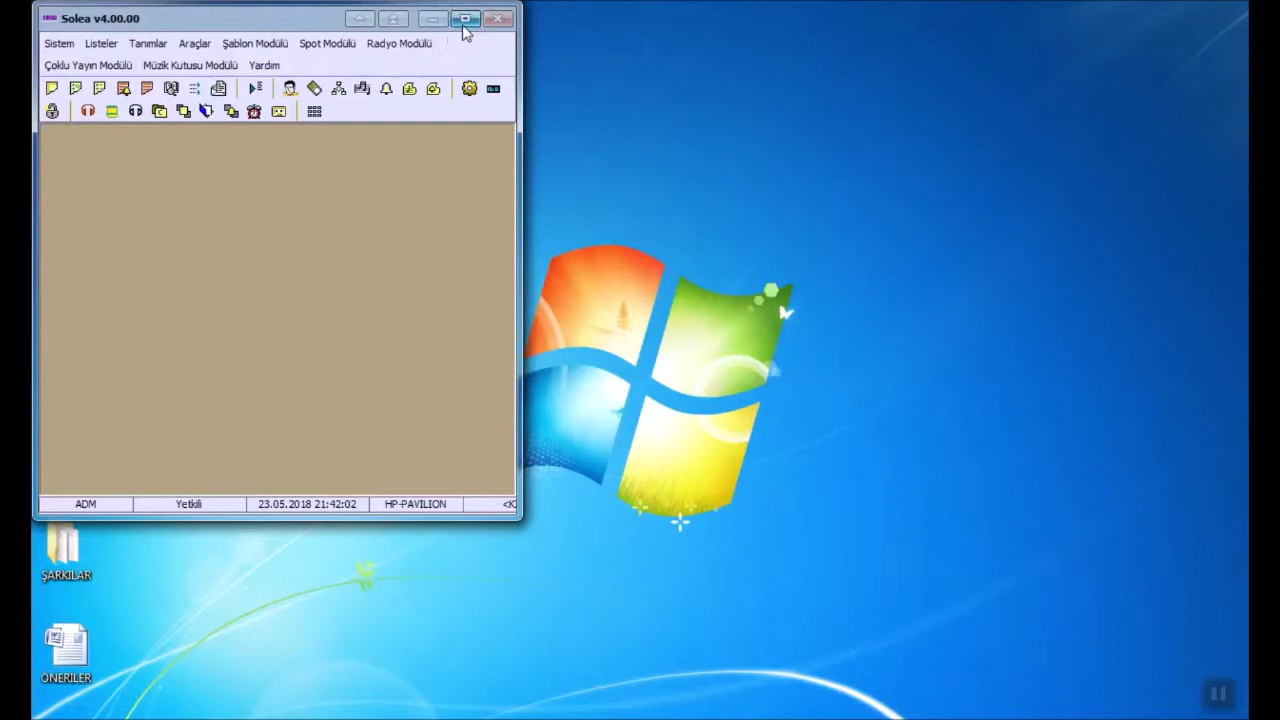 Solea v4.00.00
Sistem Listeler Tanımlar Araçlar Şablon Modülü Spot Modülü Radyo Modülü
Çoklu Yayın Modülü Müzik Kutusu Modülü Yardım
ADM Yetkili 23.05.2018 21:42:02 HP-PAVILION
ŞARKILAR
ONERILER